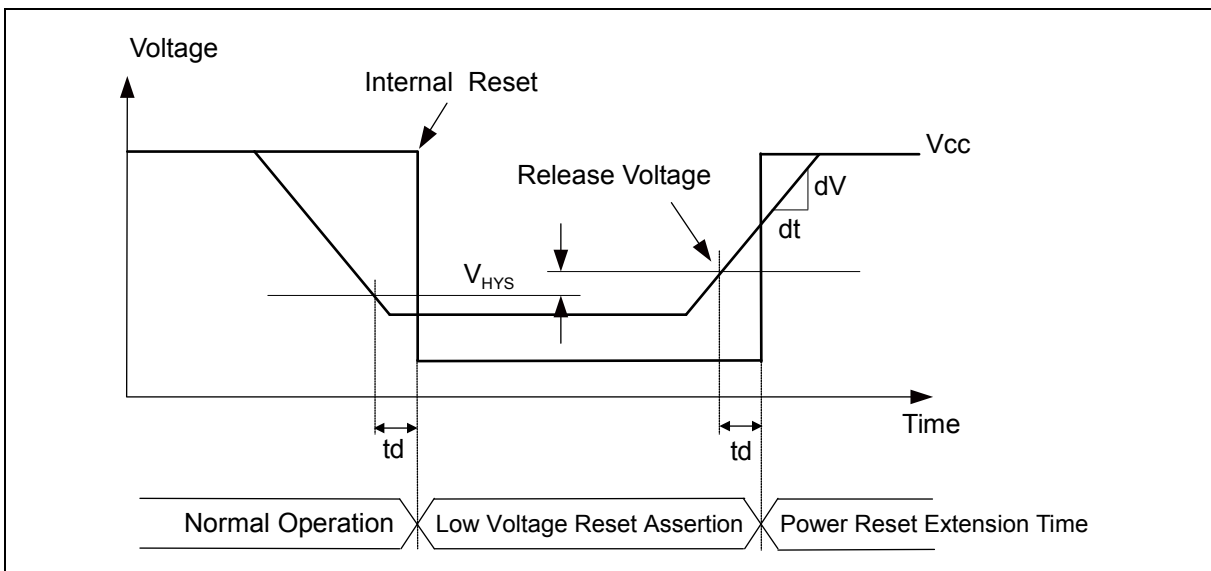 Voltage
Internal Reset
Vcc
Release Voltage
dV
dt
VHYS
Time
td
td
Normal Operation
Low Voltage Reset Assertion
Power Reset Extension Time